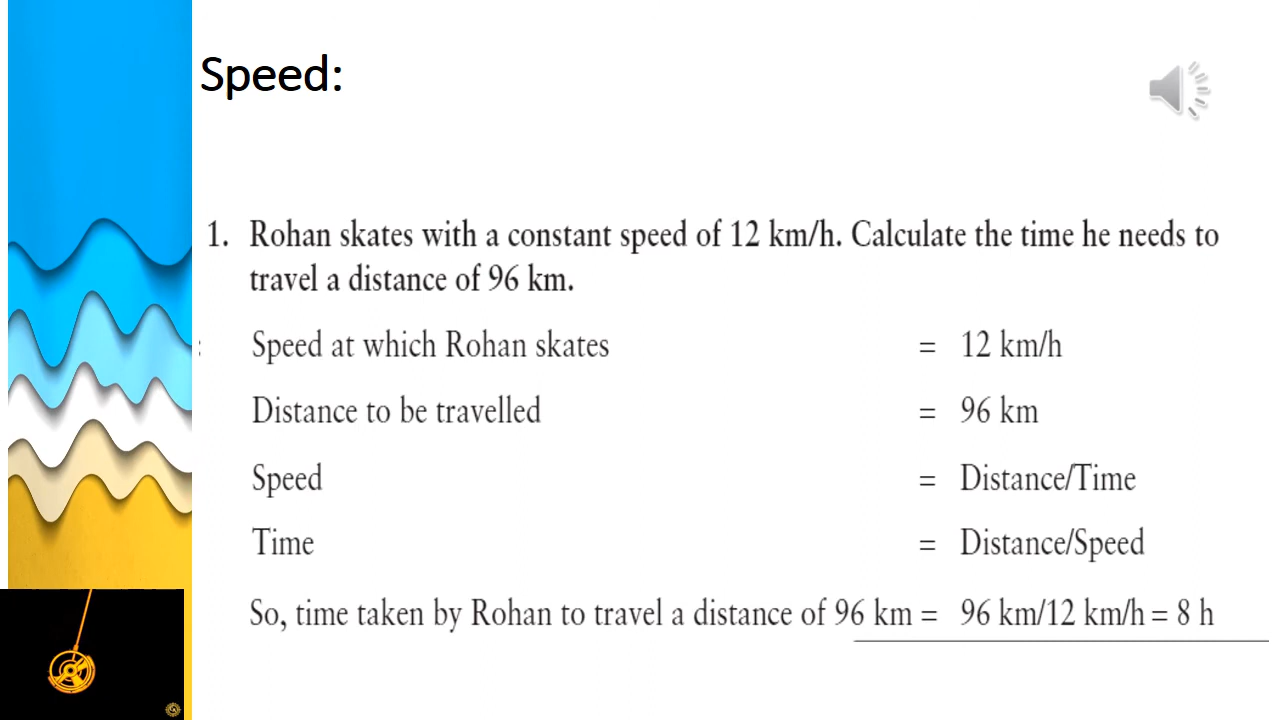 Speed:
1. Rohan skates with a constant speed of 12 km/h. Calculate the time he needs to
travel a distance of 96 km.
: Speed at which Rohan skates = 12 km/h
Distance to be travelled = 96 km
Speed = Distance/Time
Time = Distance/Speed
So, time taken by Rohan to travel a distance of 96 km = 96 km/12 km/h = 8 h